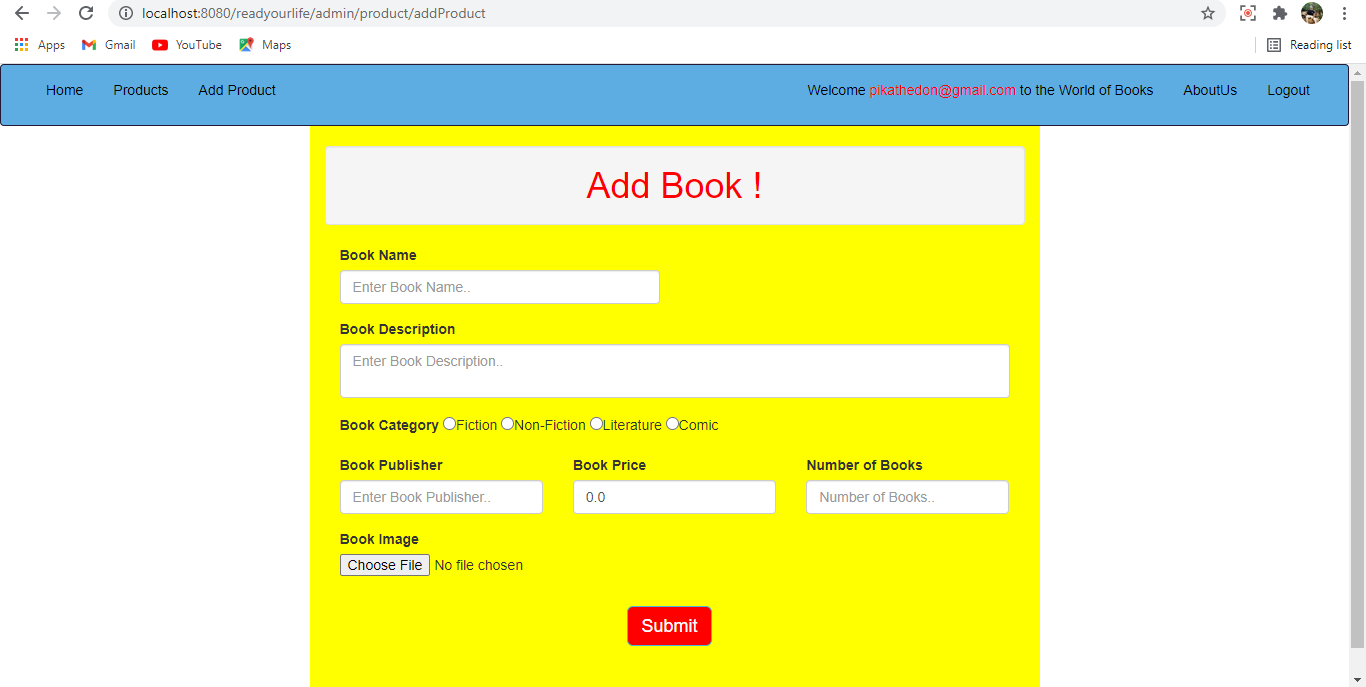 localhost:8080/readyourlife/admin/product/addProduct
Apps Gmail YouTube Maps Reading list
Home Products Add Product Welcome pikathedon@gmail.com to the World of Books AboutUs Logout
Add Book !
Book Name
Enter Book Name..
Book Description
Enter Book Description..
Book Category Fiction Non-Fiction Literature Comic
Book Publisher Book Price Number of Books
Enter Book Publisher.. 0.0 Number of Books..
Book Image
Choose File No file chosen
Submit